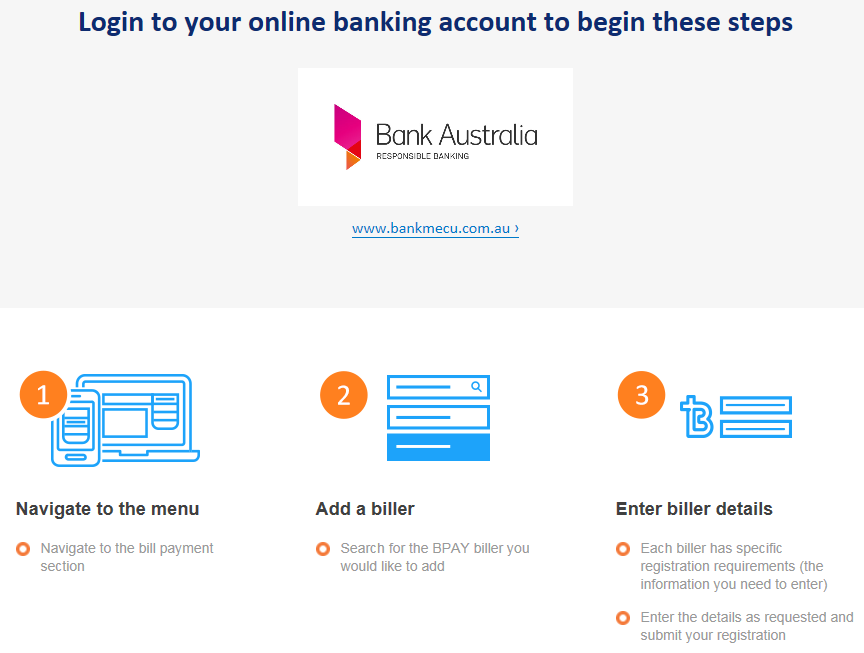 Login to your online banking account to begin these steps
Bank Australia
RESPONSIBLE BANKING
www.bankmecu.com.au ›
1
2
3
Navigate to the menu
Navigate to the bill payment
section
Add a biller
Search for the BPAY biller you
would like to add
Enter biller details
Each biller has specific
registration requirements (the
information you need to enter)
Enter the details as requested and
submit your registration